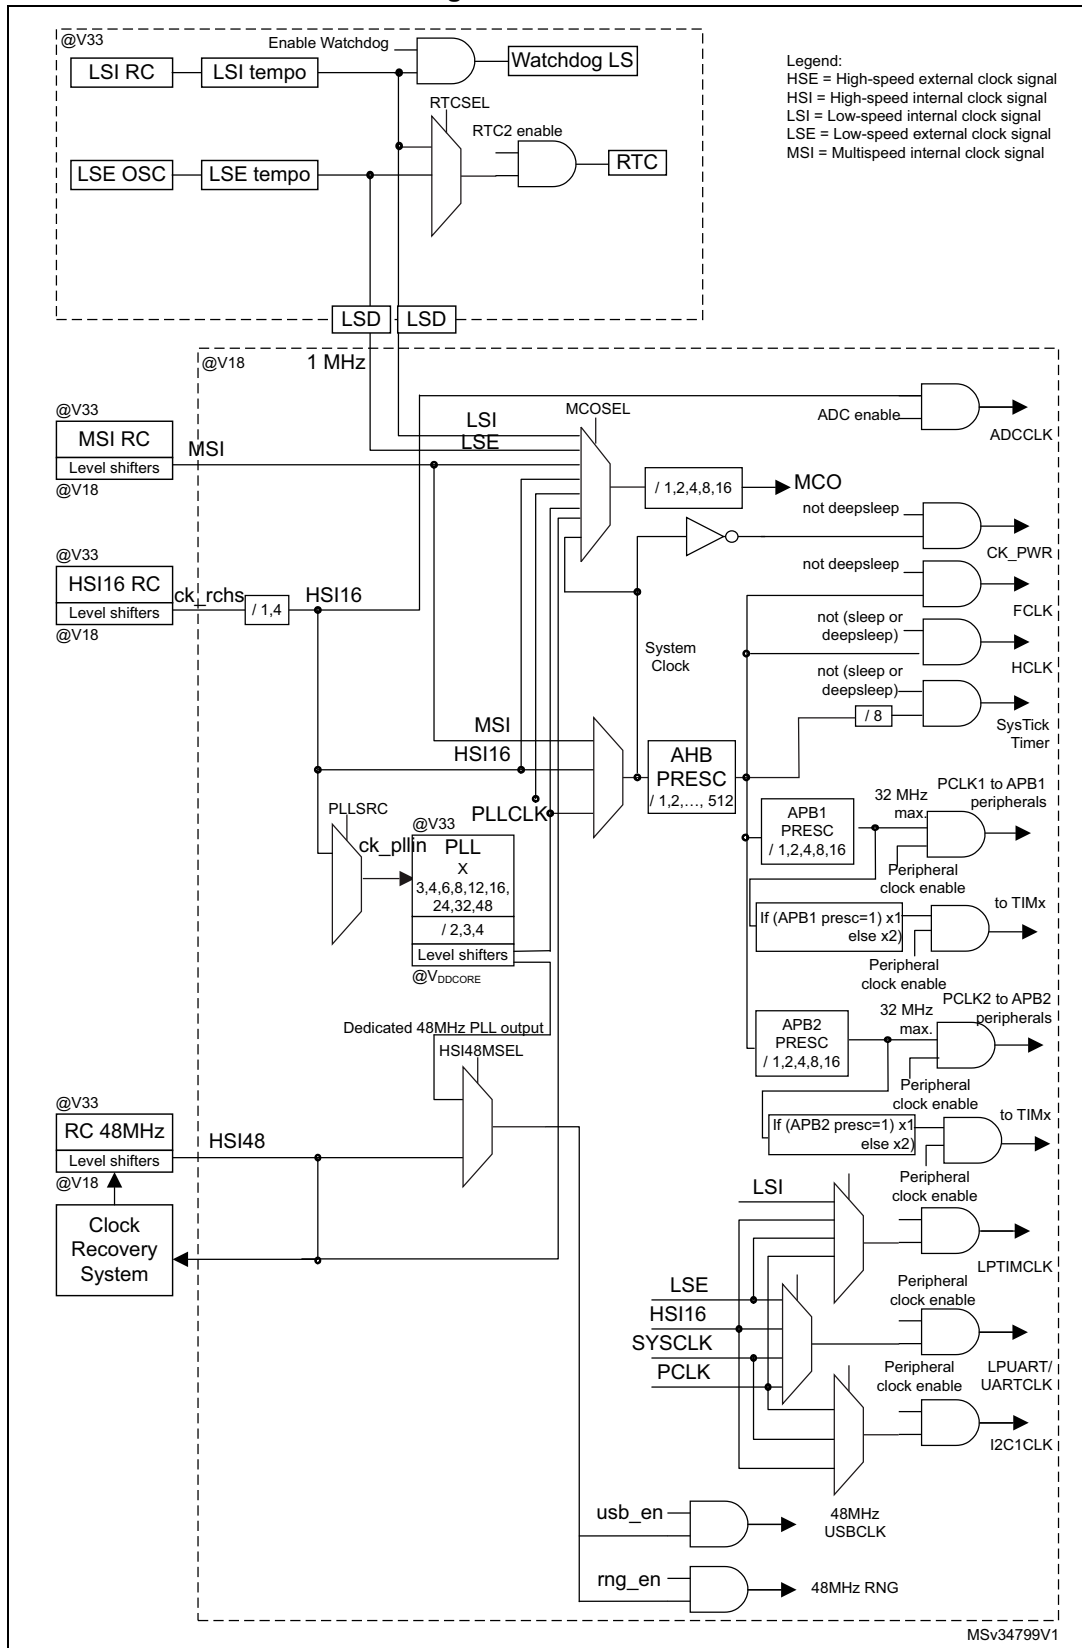 @V33
Enable Watchdog
LSI RC
LSI tempo
Watchdog LS
Legend:
HSE = High-speed external clock signal
HSI = High-speed internal clock signal
LSI = Low-speed internal clock signal
LSE = Low-speed external clock signal
MSI = Multispeed internal clock signal
RTCSEL
RTC2 enable
LSE OSC
LSE tempo
RTC
LSD
LSD
@V18
1 MHz
@V33
MSI RC
Level shifters
@V18
MSI
LSI
LSE
MCOSEL
/ 1,2,4,8,16
MCO
ADC enable
ADCCLK
not deepsleep
CK_PWR
@V33
HSI16 RC
Level shifters
@V18
ck_rchs
/ 1,4
HSI16
not deepsleep
FCLK
not (sleep or
deepsleep)
HCLK
System
Clock
not (sleep or
deepsleep)
/ 8
SysTick
Timer
MSI
HSI16
PLLCLK
AHB
PRESC
/ 1,2,…, 512
PLLSRC
ck_pllin
@V33
PLL
X
3,4,6,8,12,16,
24,32,48
/ 2,3,4
Level shifters
@VDDCORE
APB1
PRESC
/ 1,2,4,8,16
32 MHz
max.
PCLK1 to APB1
peripherals
Peripheral
clock enable
If (APB1 presc=1) x1
else x2)
to TIMx
Peripheral
clock enable
Dedicated 48MHz PLL output
HSI48MSEL
APB2
PRESC
/ 1,2,4,8,16
32 MHz
max.
PCLK2 to APB2
peripherals
Peripheral
clock enable
If (APB2 presc=1) x1
else x2)
to TIMx
Peripheral
clock enable
@V33
RC 48MHz
Level shifters
@V18
HSI48
Clock
Recovery
System
LSI
LPTIMCLK
LSE
HSI16
SYSCLK
PCLK
Peripheral
clock enable
LPUART/
UARTCLK
Peripheral
clock enable
I2C1CLK
usb_en
48MHz
USBCLK
rng_en
48MHz RNG
MSv34799V1